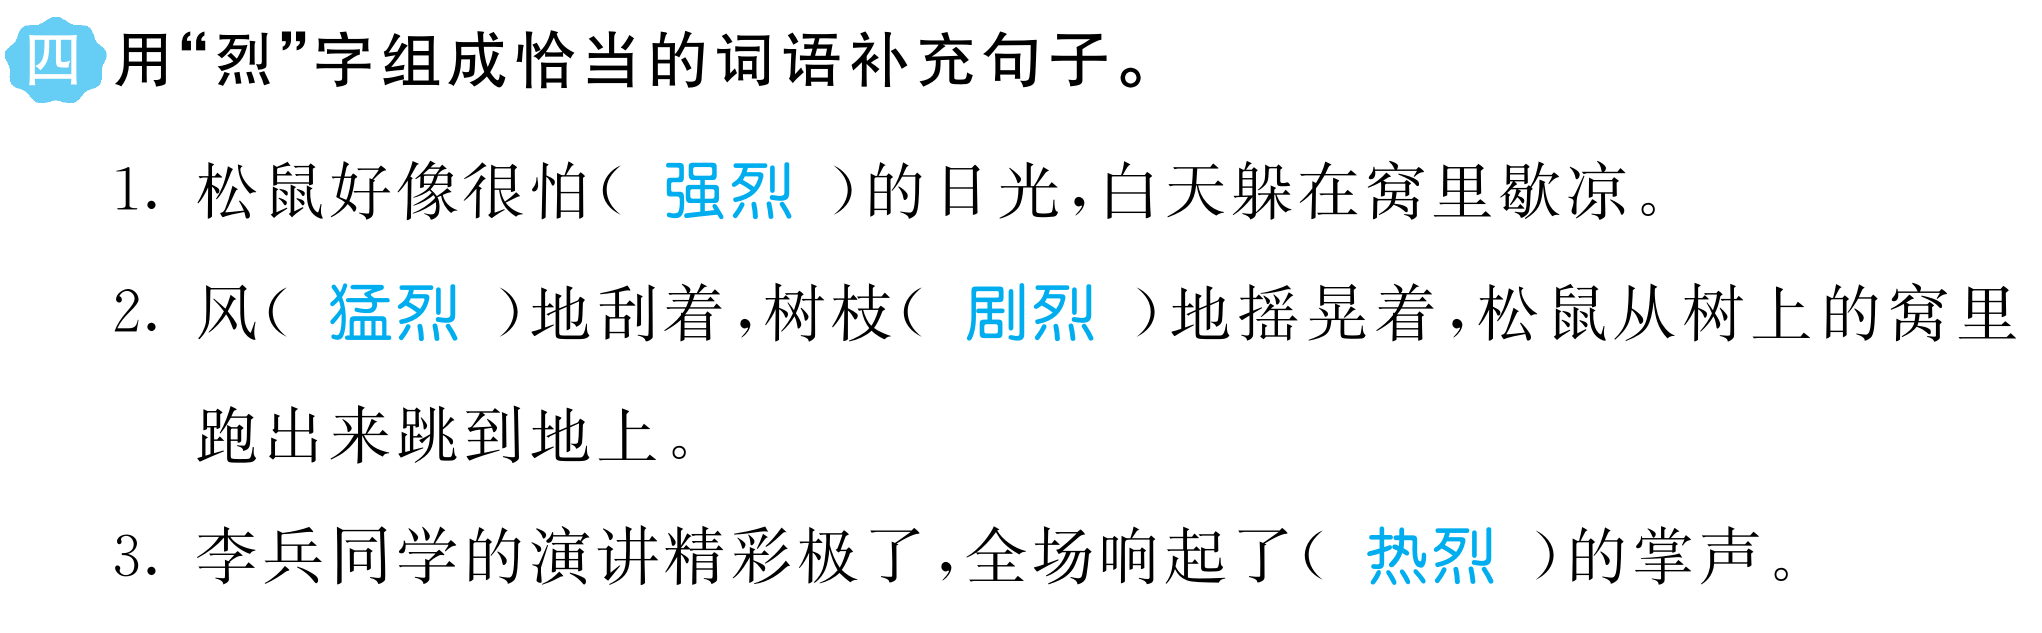 四 用“烈”字组成恰当的词语补充句子。
1. 松鼠好像很怕( 强烈 )的日光,白天躲在窝里歇凉。
2. 风( 猛烈 )地刮着,树枝( 剧烈 )地摇晃着,松鼠从树上的窝里
跑出来跳到地上。
3. 李兵同学的演讲精彩极了,全场响起了( 热烈 )的掌声。